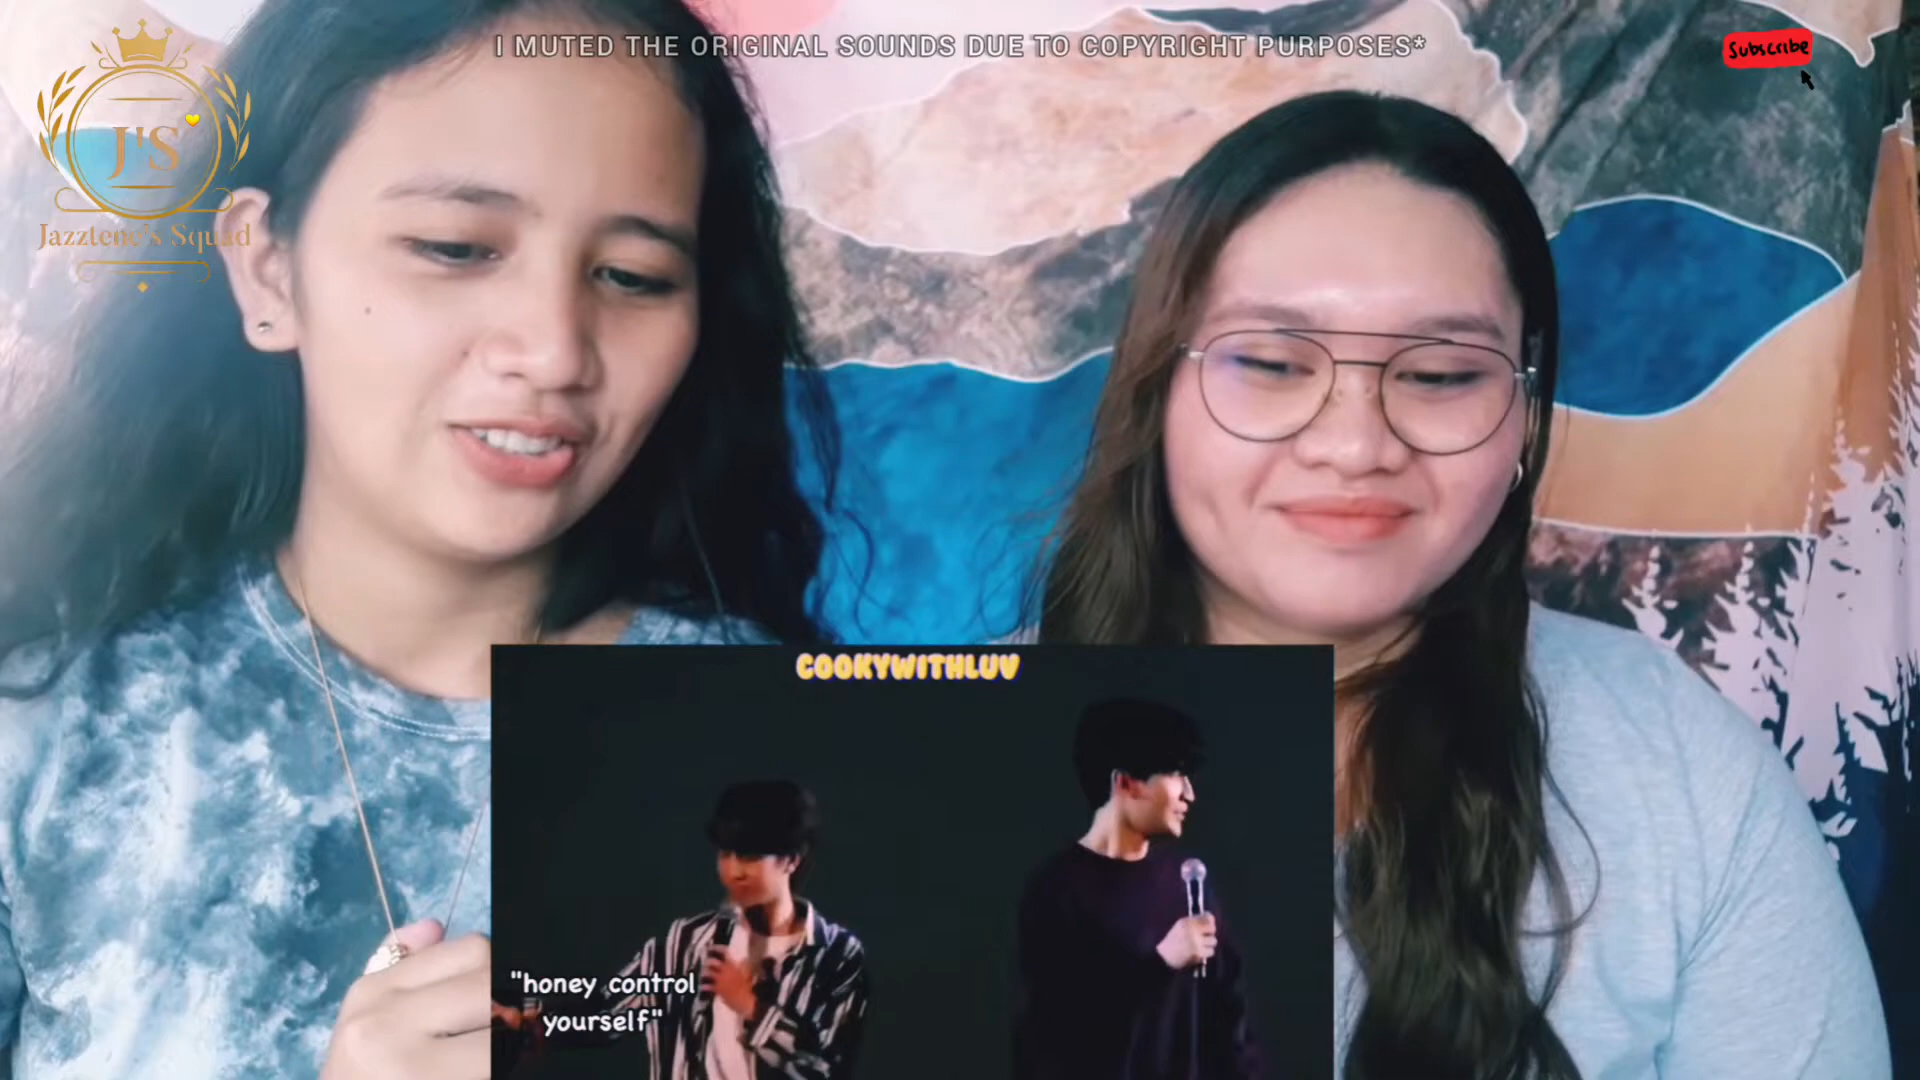 I MUTED THE ORIGINAL SOUNDS DUE TO COPYRIGHT PURPOSES*
Subscribe
J'S
Jazztene's Squad
COOKYWITHLUV
"honey control
yourself"